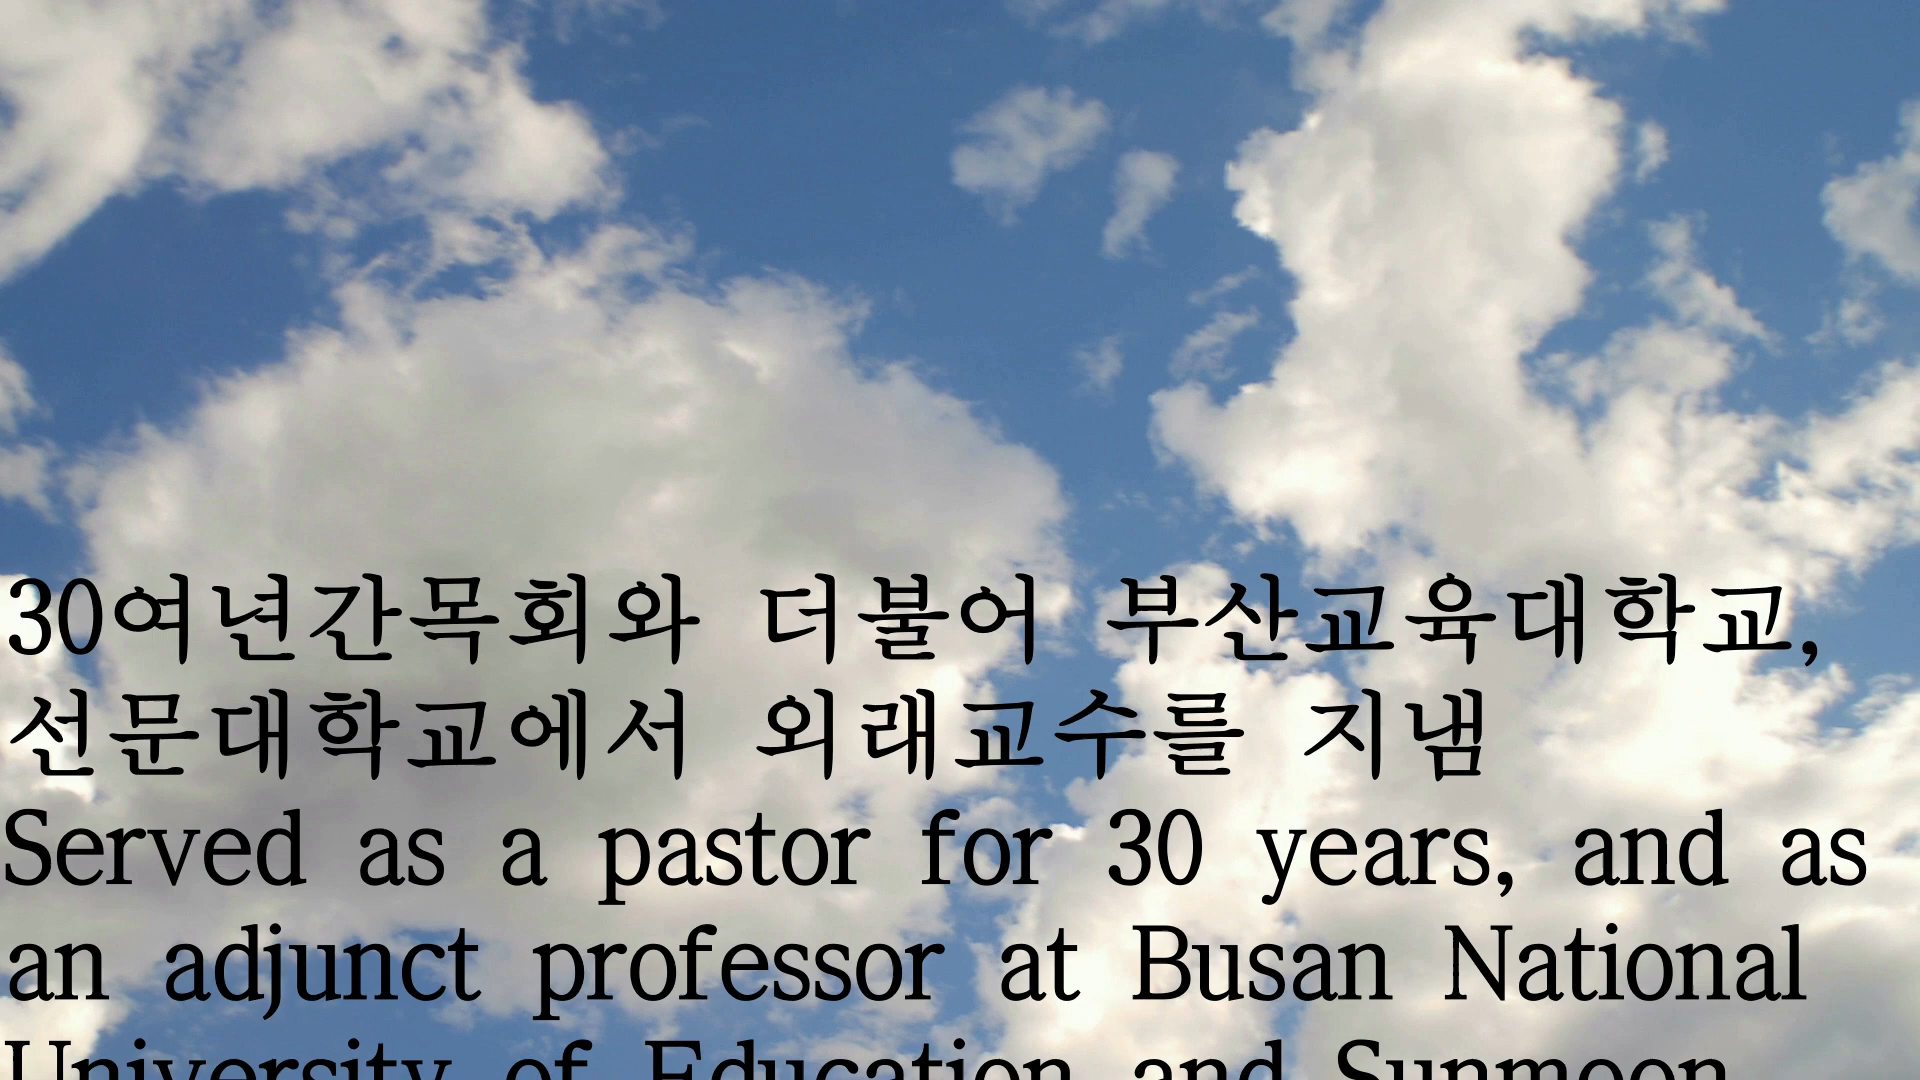 30여년간목회와 더불어 부산교육대학교,
선문대학교에서 외래교수를 지냄
Served as a pastor for 30 years, and as
an adjunct professor at Busan National
University of Education and Sunmoon